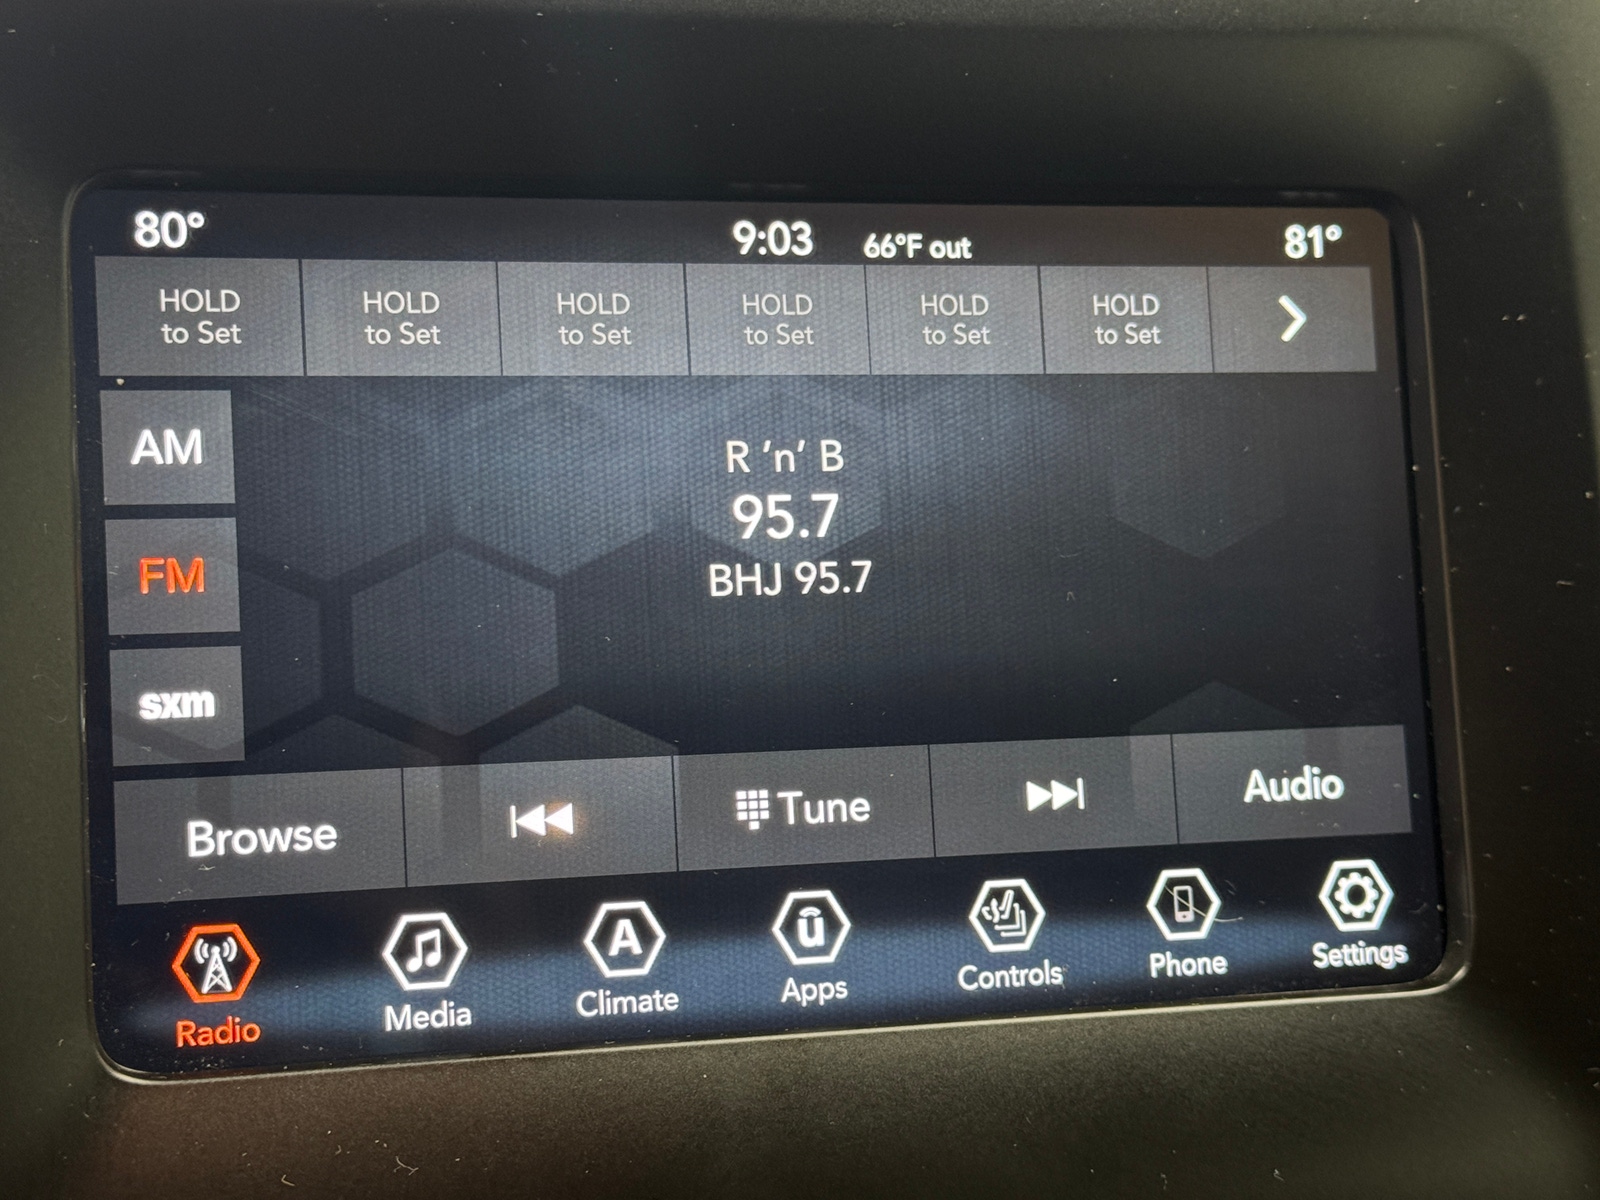 80° 9:03 66°F out 81°
HOLD to Set
HOLD to Set
HOLD to Set
HOLD to Set
HOLD to Set
HOLD to Set
AM
R 'n' B
95.7
FM
BHJ 95.7
sxm
Browse Tune Audio
A ū
Radio Media Climate Apps Controls Phone Settings